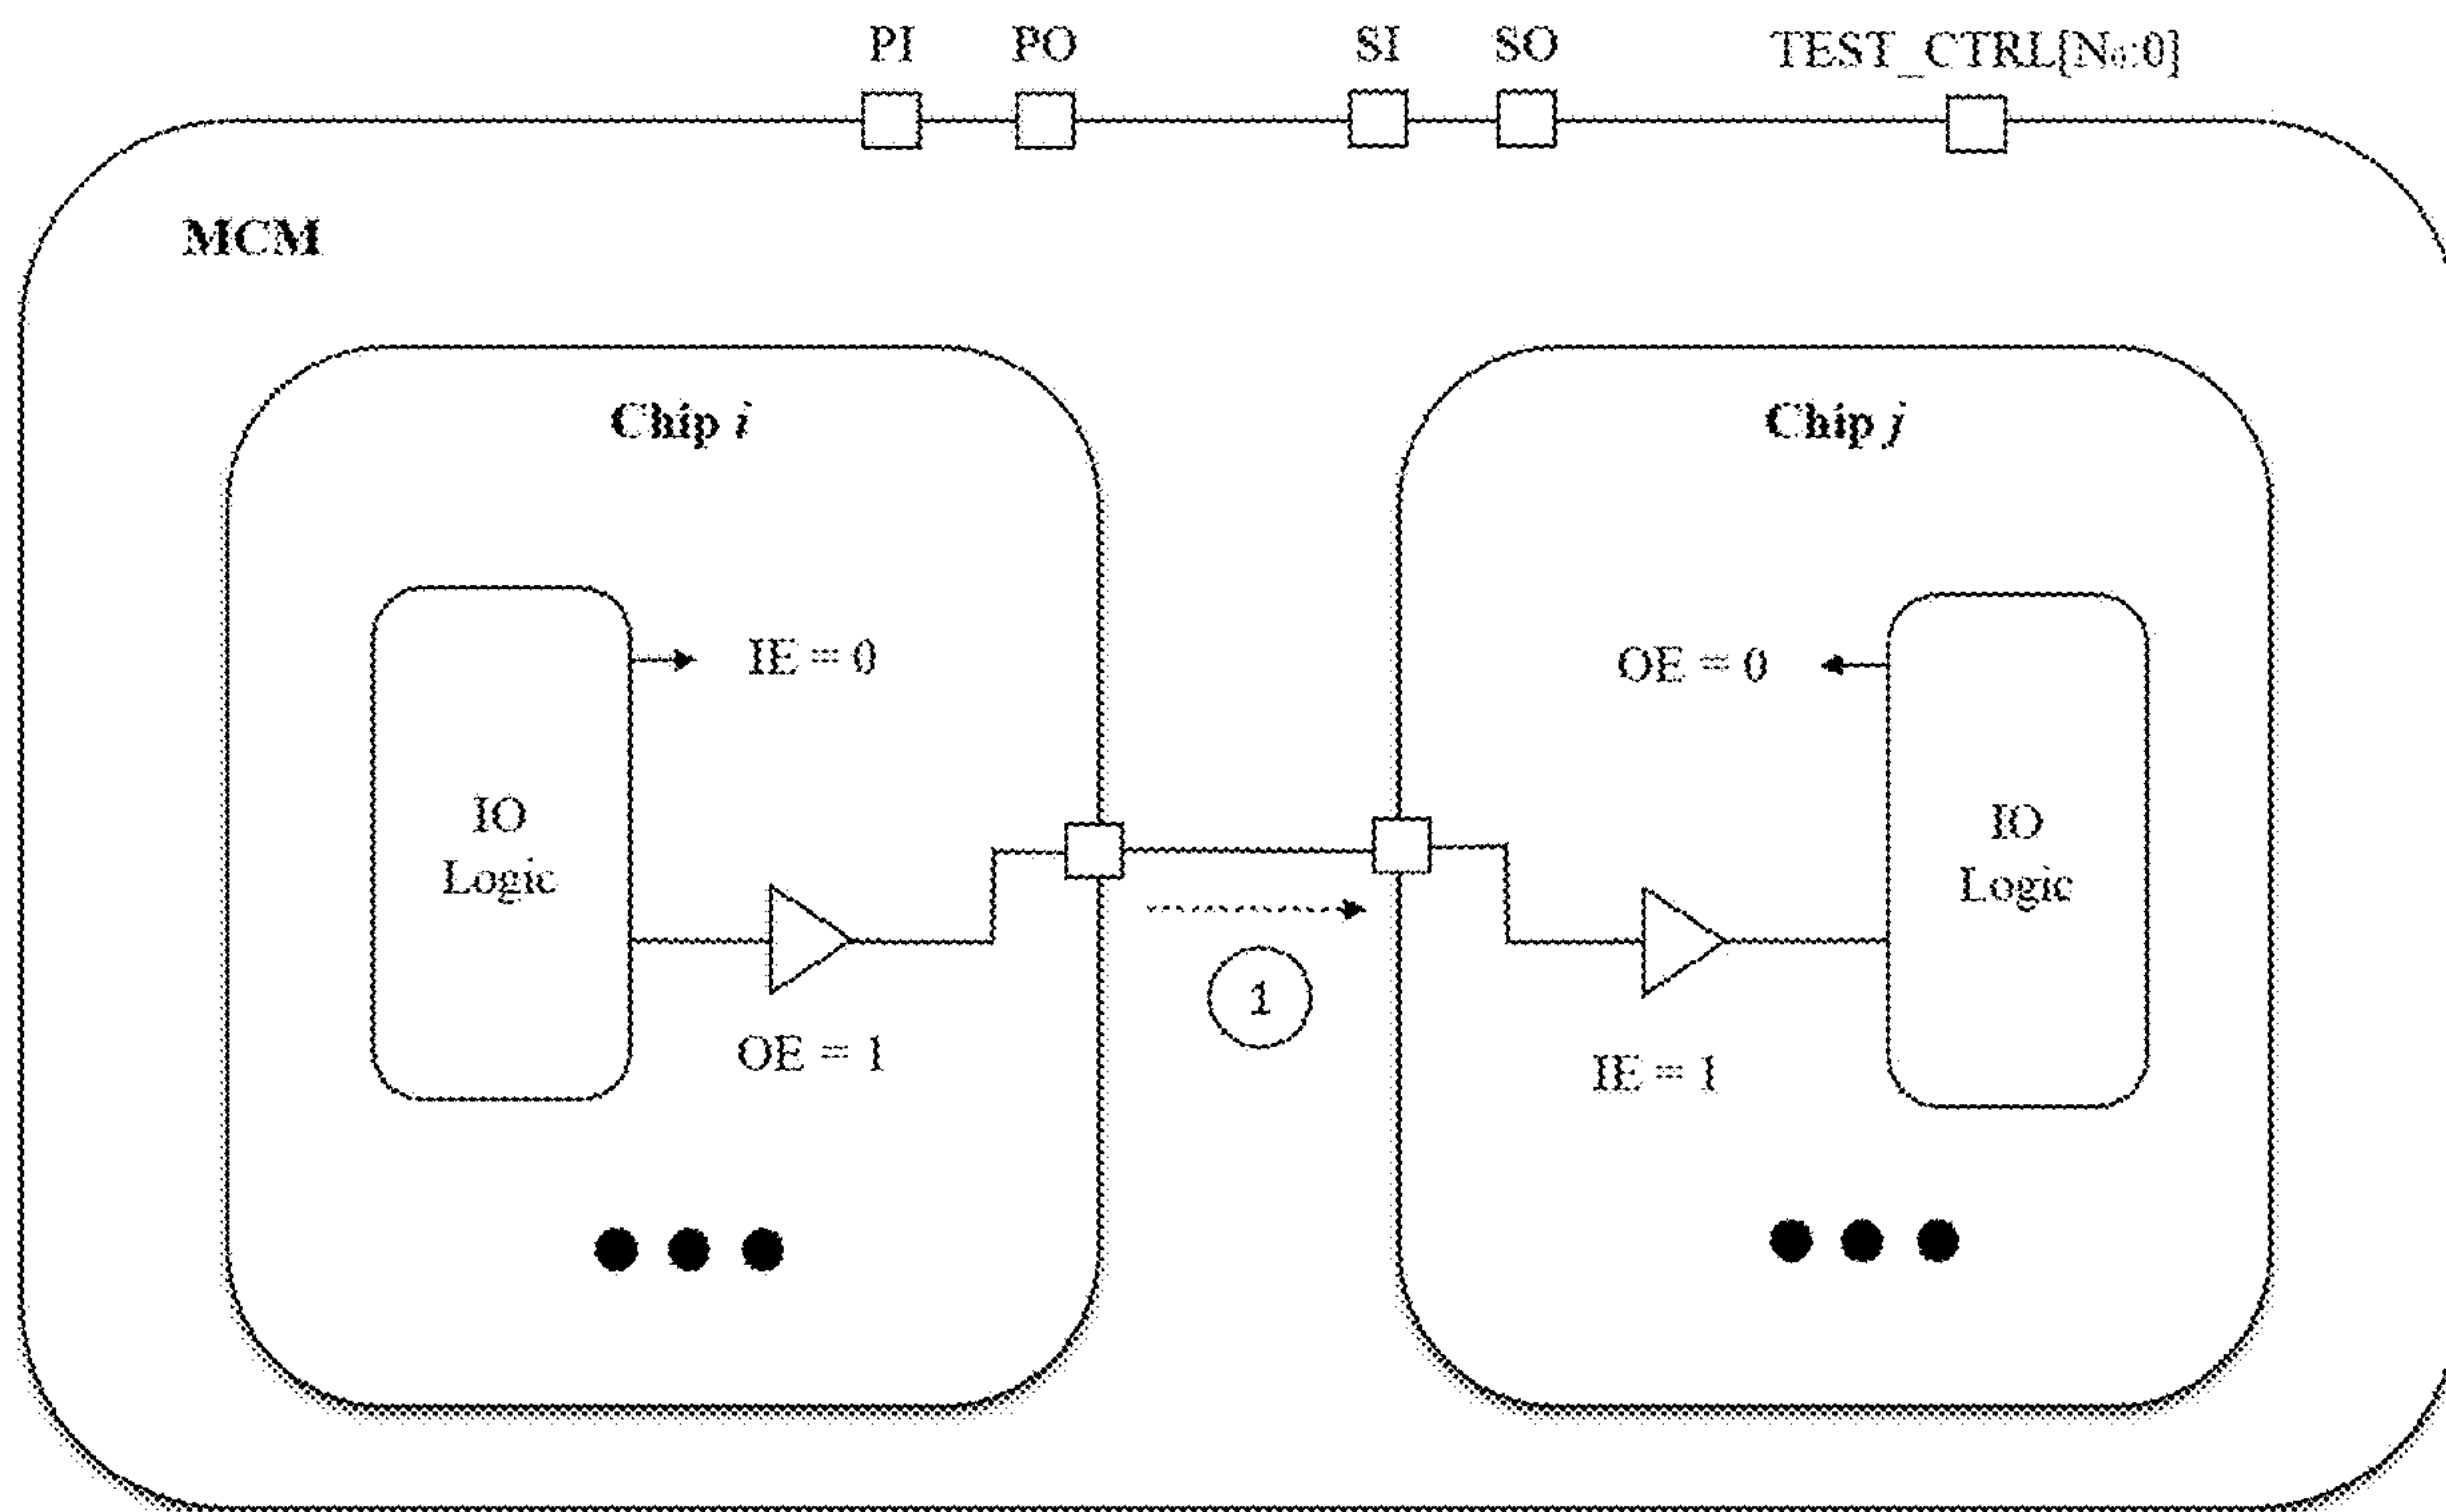 PI
PO
SI
SO
TEST_CTRL[N₀:0]
MCM
Chip i
Chip j
IE = 0
OE = 0
IO
Logic
IO
Logic
1
OE = 1
IE = 1